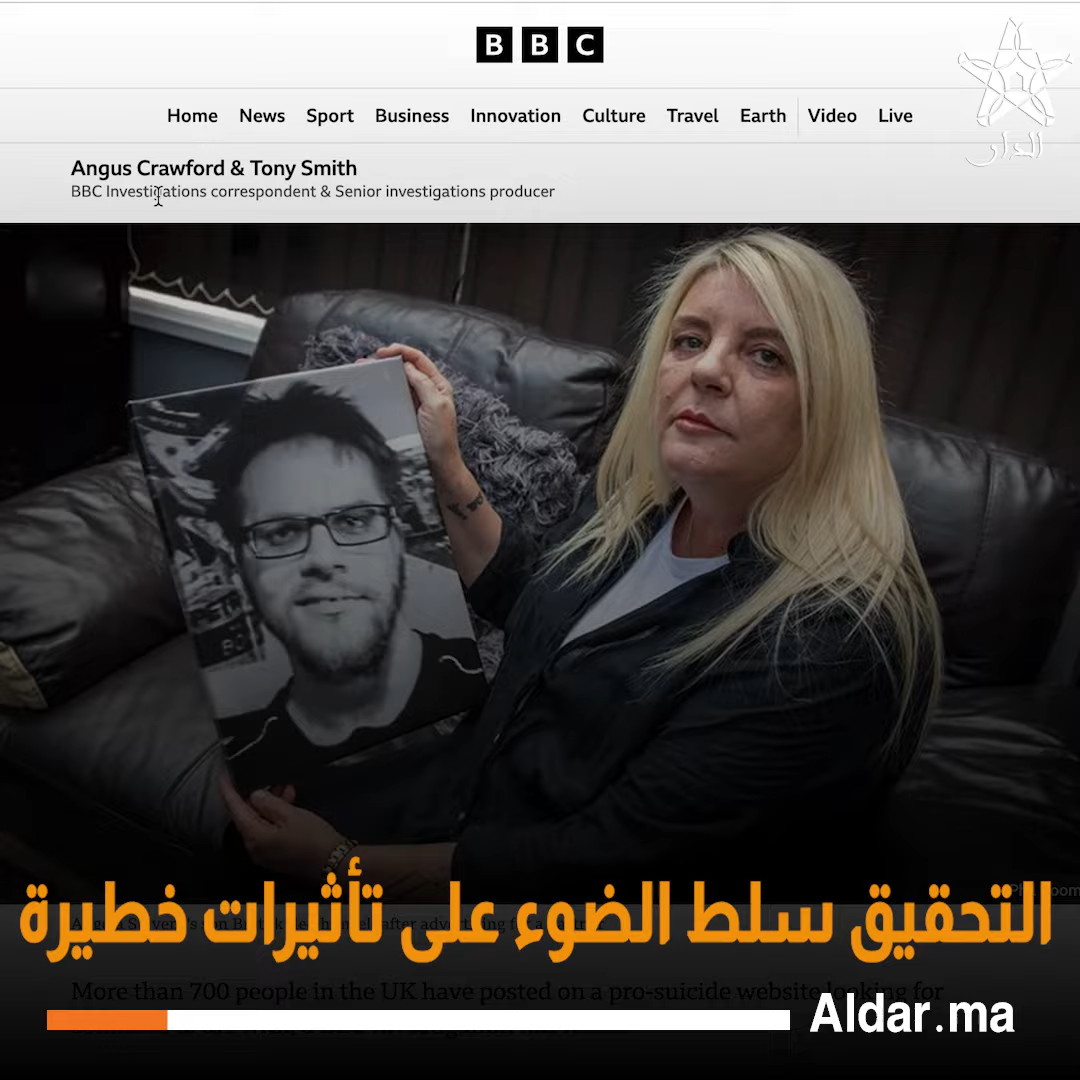 BBC
الدار
Home News Sport Business Innovation Culture Travel Earth Video Live
Angus Crawford & Tony Smith
BBC Investigations correspondent & Senior investigations producer
التحقيق سلط الضوء على تأثيرات خطيرة
More than 700 people in the UK have posted on a pro-suicide website looking for
Aldar.ma